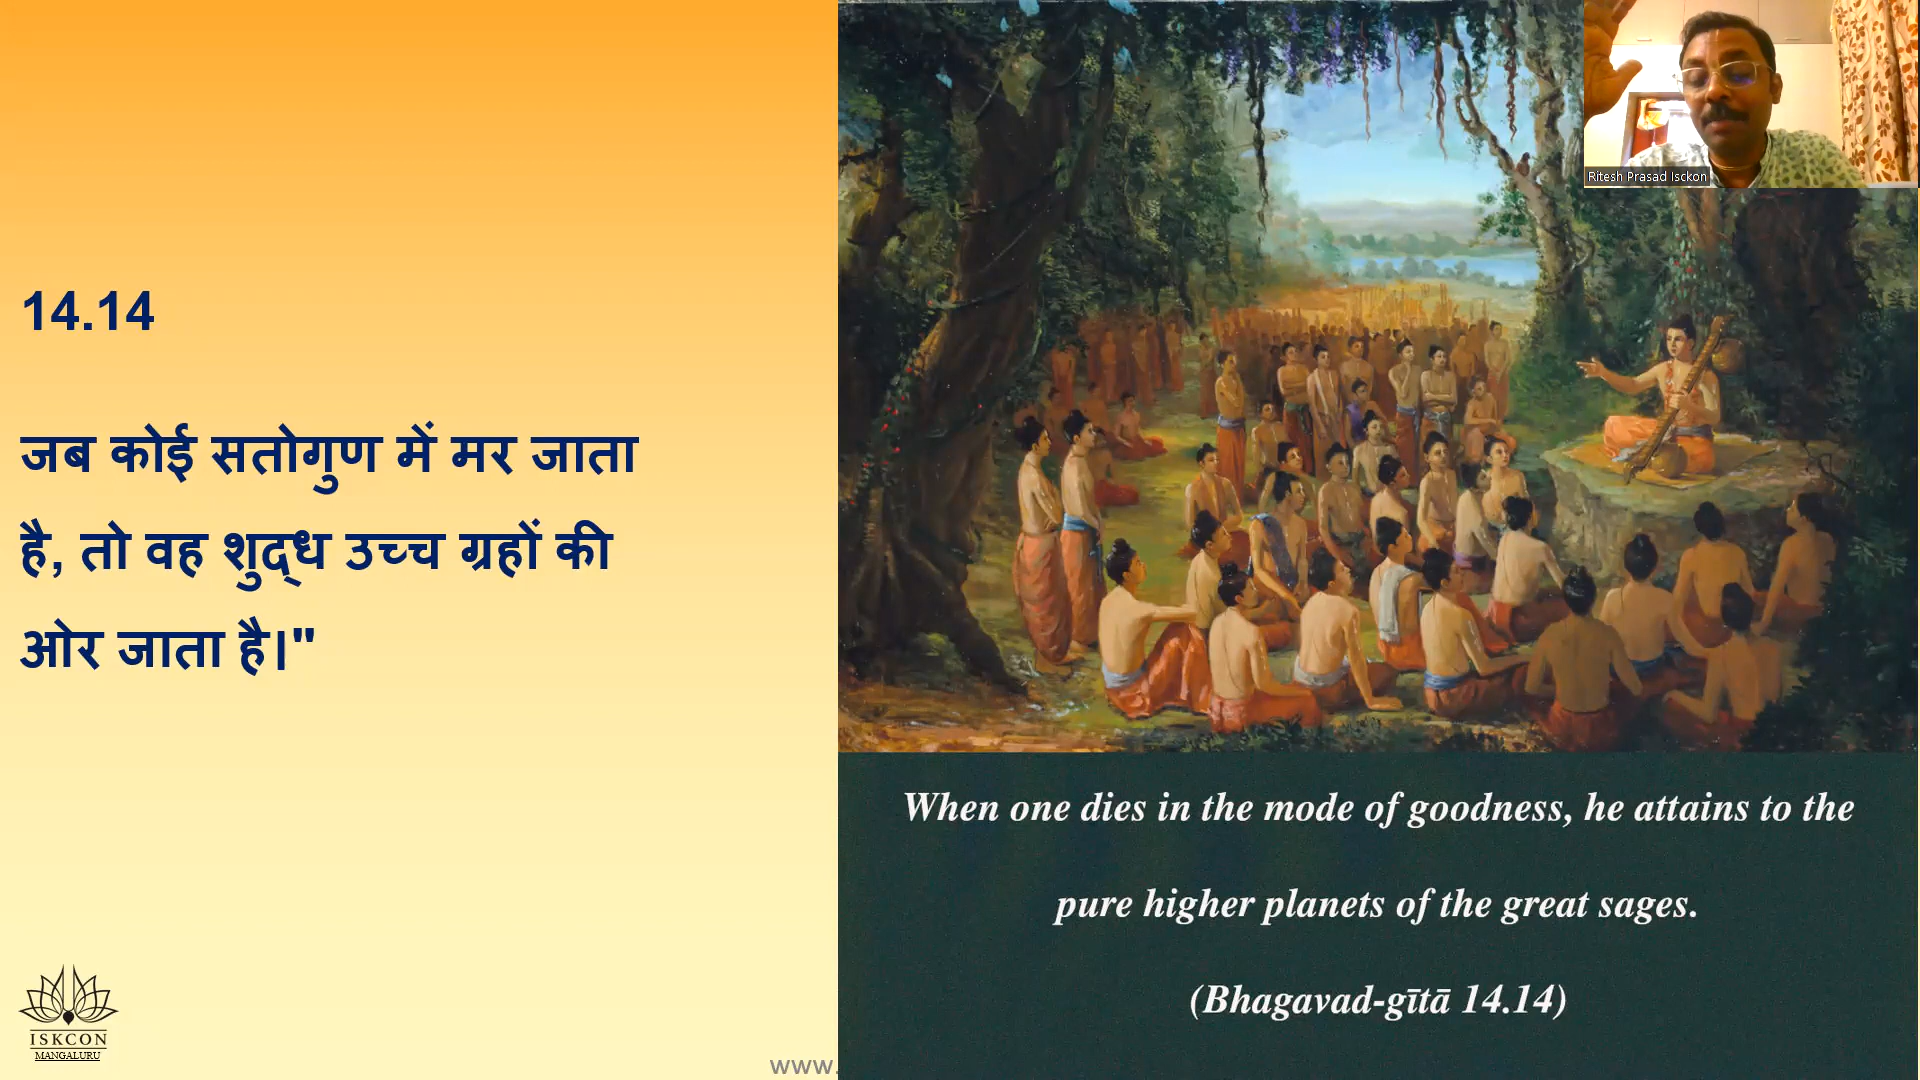 14.14
जब कोई सतोगुण में मर जाता
है, तो वह शुद्ध उच्च ग्रहों की
ओर जाता है।"
ISKCON
MANGALURU
www.
Ritesh Prasad Isckon
When one dies in the mode of goodness, he attains to the
pure higher planets of the great sages.
(Bhagavad-gītā 14.14)